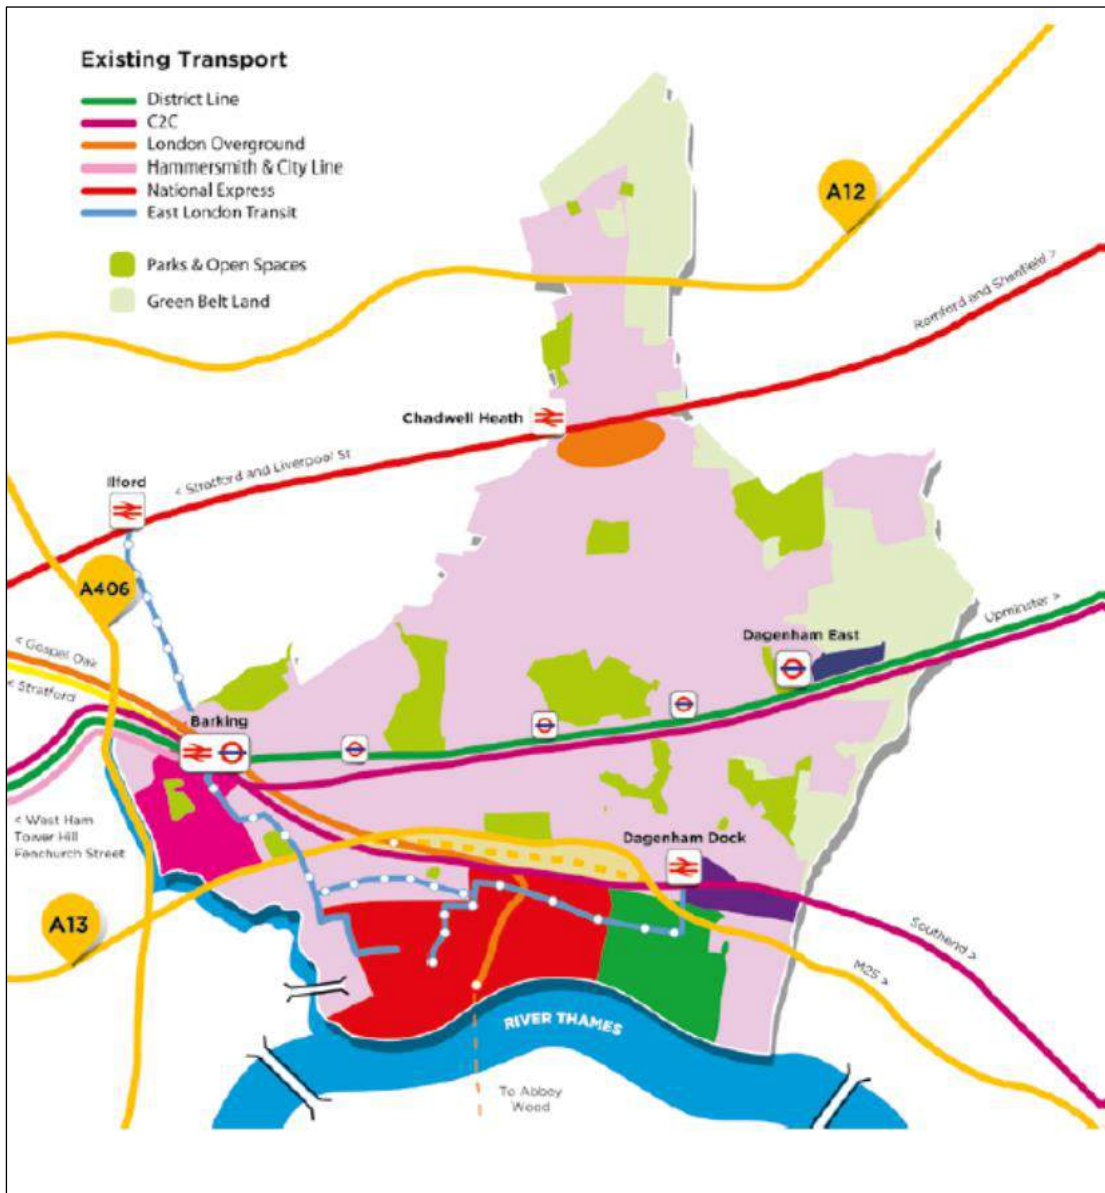 Existing Transport
District Line
C2C
London Overground
Hammersmith & City Line
National Express
East London Transit
Parks & Open Spaces
Green Belt Land
A12
Romford and Shenfield >
Chadwell Heath
< Stratford and Liverpool St
Ilford
A406
Upminster >
Dagenham East
< Gospel Oak
< Stratford
Barking
< West Ham
Tower Hill
Fenchurch Street
Dagenham Dock
A13
Southend >
M25 >
RIVER THAMES
To Abbey
Wood